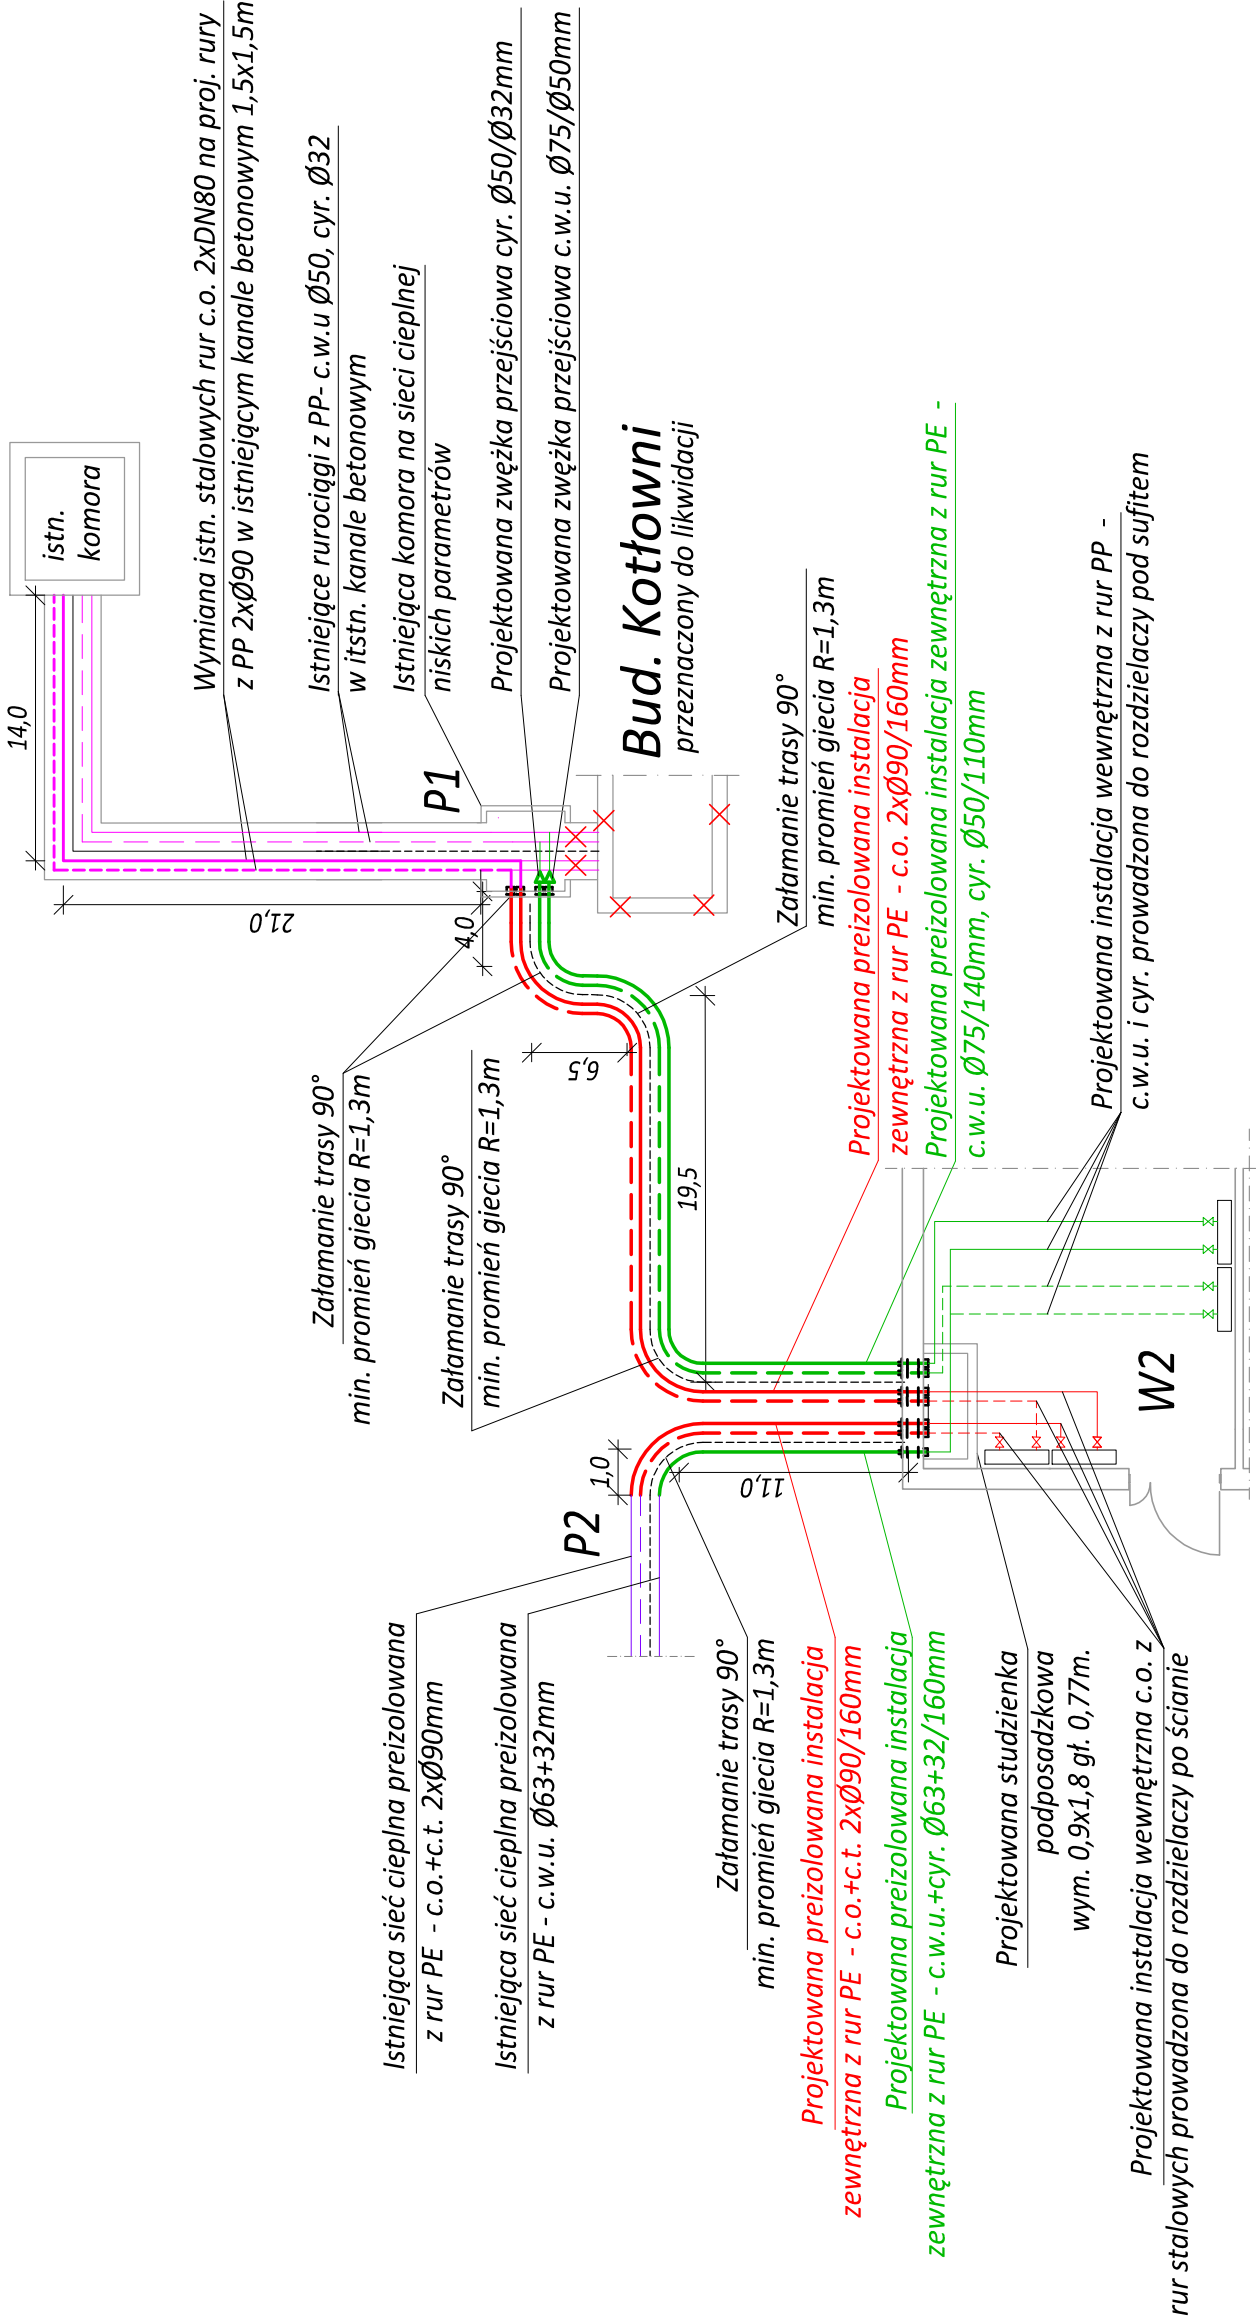 istn.
komora
14,0
Wymiana istn. stalowych rur c.o. 2xDN80 na proj. rury
z PP 2xØ90 w istniejącym kanale betonowym 1,5x1,5m
Istniejące rurociągi z PP- c.w.u Ø50, cyr. Ø32
w itstn. kanale betonowym
Istniejąca komora na sieci cieplnej
niskich parametrów
Projektowana zwężka przejściowa cyr. Ø50/Ø32mm
Projektowana zwężka przejściowa c.w.u. Ø75/Ø50mm
P1
21,0
4,0
Bud. Kotłowni
przeznaczony do likwidacji
Załamanie trasy 90°
min. promień giecia R=1,3m
Załamanie trasy 90°
min. promień giecia R=1,3m
6,5
Załamanie trasy 90°
min. promień giecia R=1,3m
19,5
Projektowana preizolowana instalacja
zewnętrzna z rur PE - c.o. 2xØ90/160mm
Projektowana preizolowana instalacja zewnętrzna z rur PE -
c.w.u. Ø75/140mm, cyr. Ø50/110mm
Projektowana instalacja wewnętrzna z rur PP -
c.w.u. i cyr. prowadzona do rozdzielaczy pod sufitem
W2
P2
1,0
11,0
Istniejąca sieć cieplna preizolowana
z rur PE - c.o.+c.t. 2xØ90mm
Istniejąca sieć cieplna preizolowana
z rur PE - c.w.u. Ø63+32mm
Załamanie trasy 90°
min. promień giecia R=1,3m
Projektowana preizolowana instalacja
zewnętrzna z rur PE - c.o.+c.t. 2xØ90/160mm
Projektowana preizolowana instalacja
zewnętrzna z rur PE - c.w.u.+cyr. Ø63+32/160mm
Projektowana studzienka
podposadzkowa
wym. 0,9x1,8 gł. 0,77m.
Projektowana instalacja wewnętrzna c.o. z
rur stalowych prowadzona do rozdzielaczy po ścianie